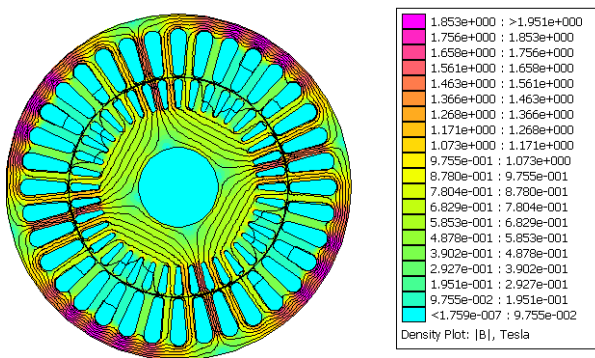 1.853e+000 : >1.951e+000
1.756e+000 : 1.853e+000
1.658e+000 : 1.756e+000
1.561e+000 : 1.658e+000
1.463e+000 : 1.561e+000
1.366e+000 : 1.463e+000
1.268e+000 : 1.366e+000
1.171e+000 : 1.268e+000
1.073e+000 : 1.171e+000
9.755e-001 : 1.073e+000
8.780e-001 : 9.755e-001
7.804e-001 : 8.780e-001
6.829e-001 : 7.804e-001
5.853e-001 : 6.829e-001
4.878e-001 : 5.853e-001
3.902e-001 : 4.878e-001
2.927e-001 : 3.902e-001
1.951e-001 : 2.927e-001
9.755e-002 : 1.951e-001
<1.759e-007 : 9.755e-002
Density Plot: |B|, Tesla